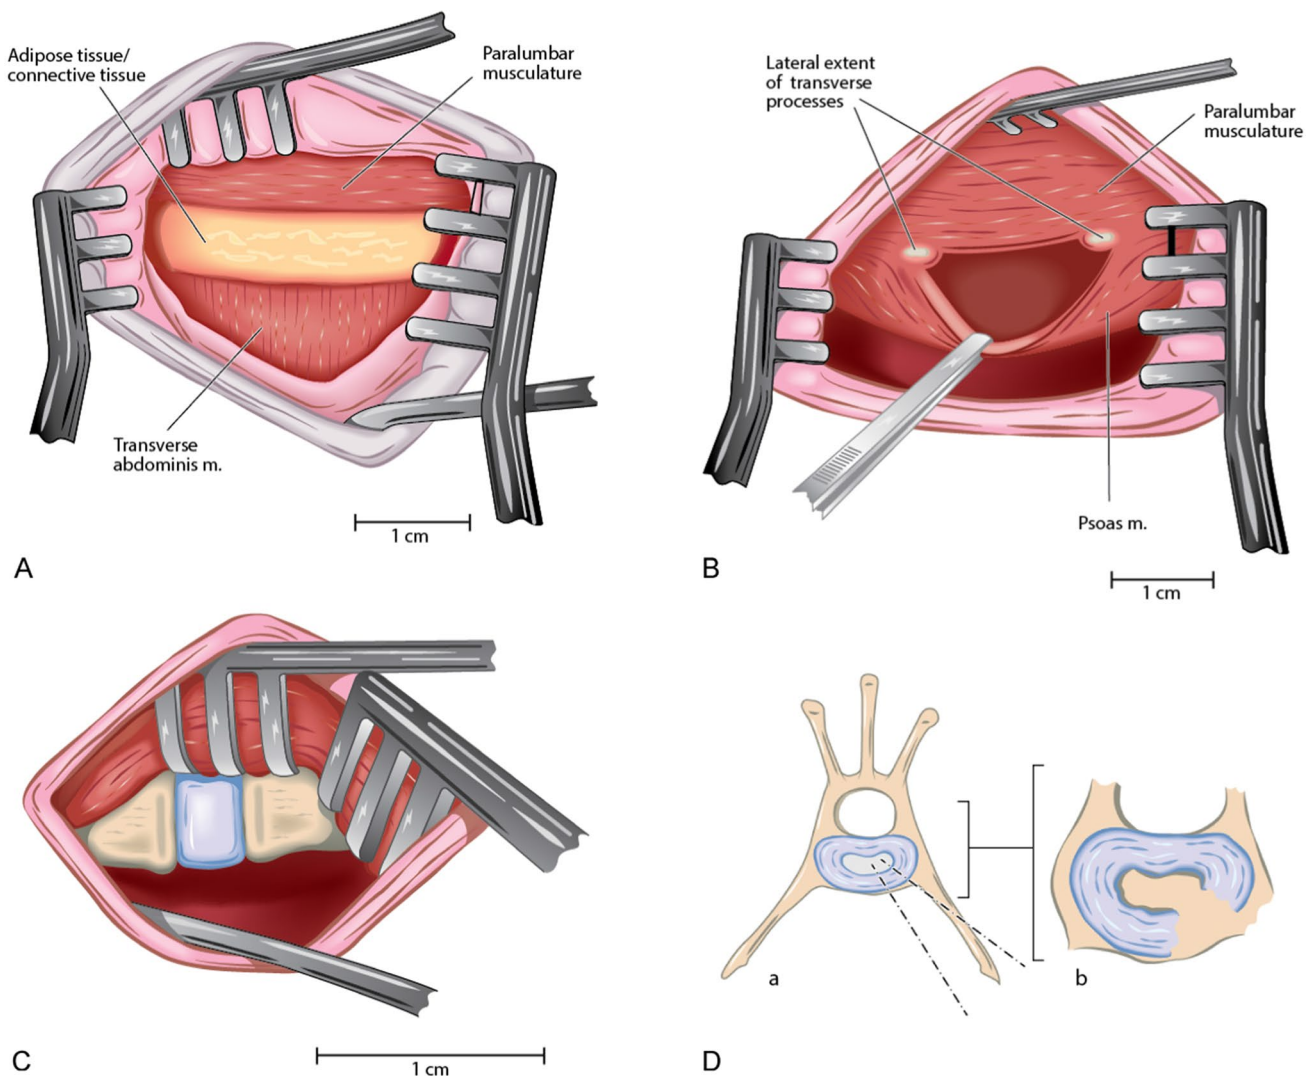 Adipose tissue/
connective tissue
Paralumbar
musculature
Transverse
abdominis m.
1 cm
A
Lateral extent
of transverse
processes
Paralumbar
musculature
Psoas m.
1 cm
B
1 cm
C
a
b
D